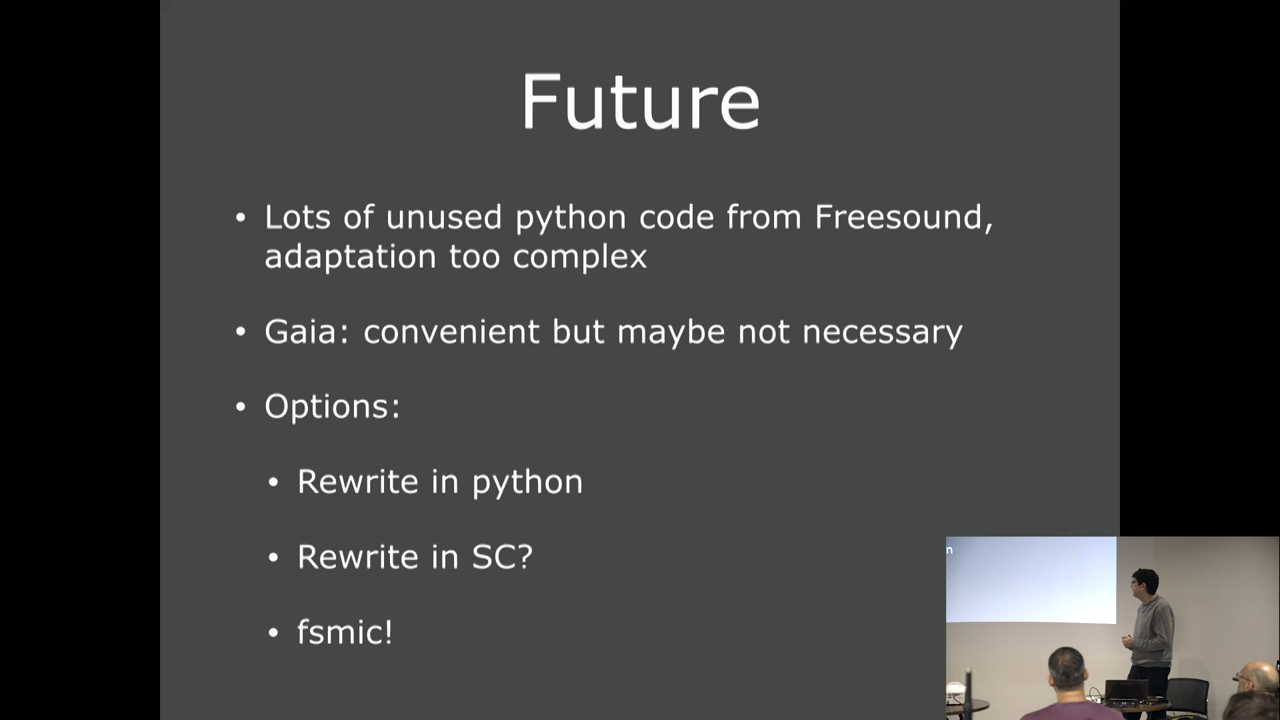 Future
• Lots of unused python code from Freesound,
adaptation too complex
• Gaia: convenient but maybe not necessary
• Options:
• Rewrite in python
• Rewrite in SC?
• fsmic!
n